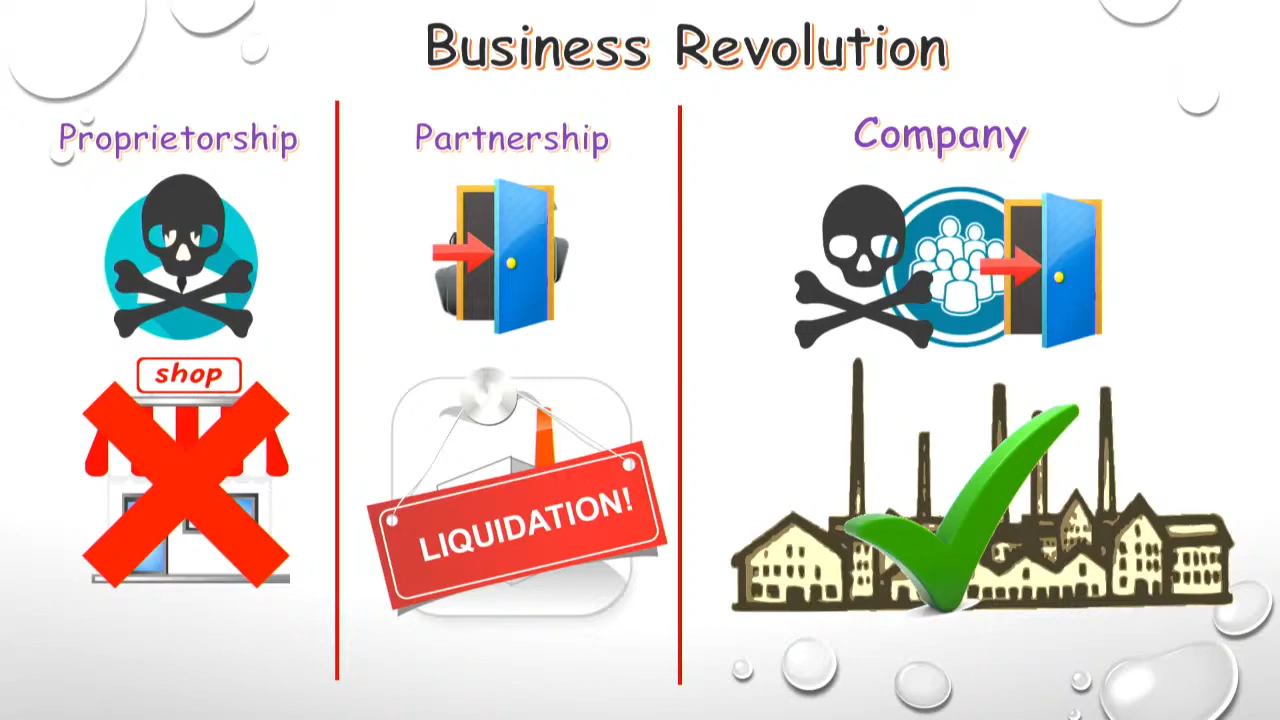 Business Revolution
Proprietorship
Partnership
Company
shop
LIQUIDATION!